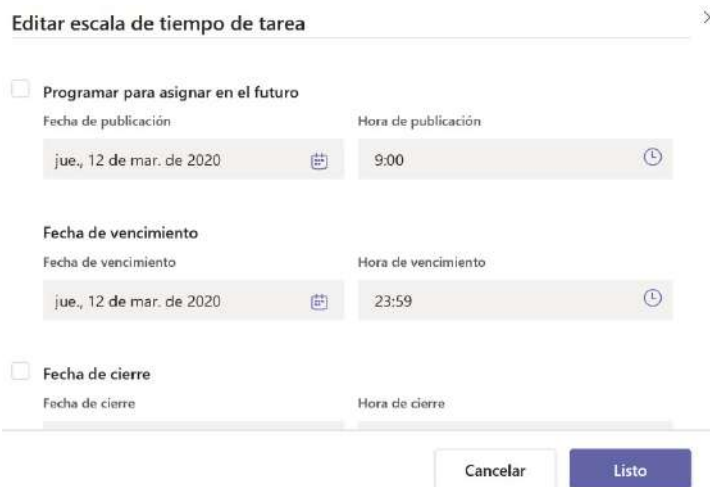 Editar escala de tiempo de tarea
Programar para asignar en el futuro
Fecha de publicación Hora de publicación
jue., 12 de mar. de 2020 9:00
Fecha de vencimiento
Fecha de vencimiento Hora de vencimiento
jue., 12 de mar. de 2020 23:59
Fecha de cierre
Fecha de cierre Hora de cierre
Cancelar Listo